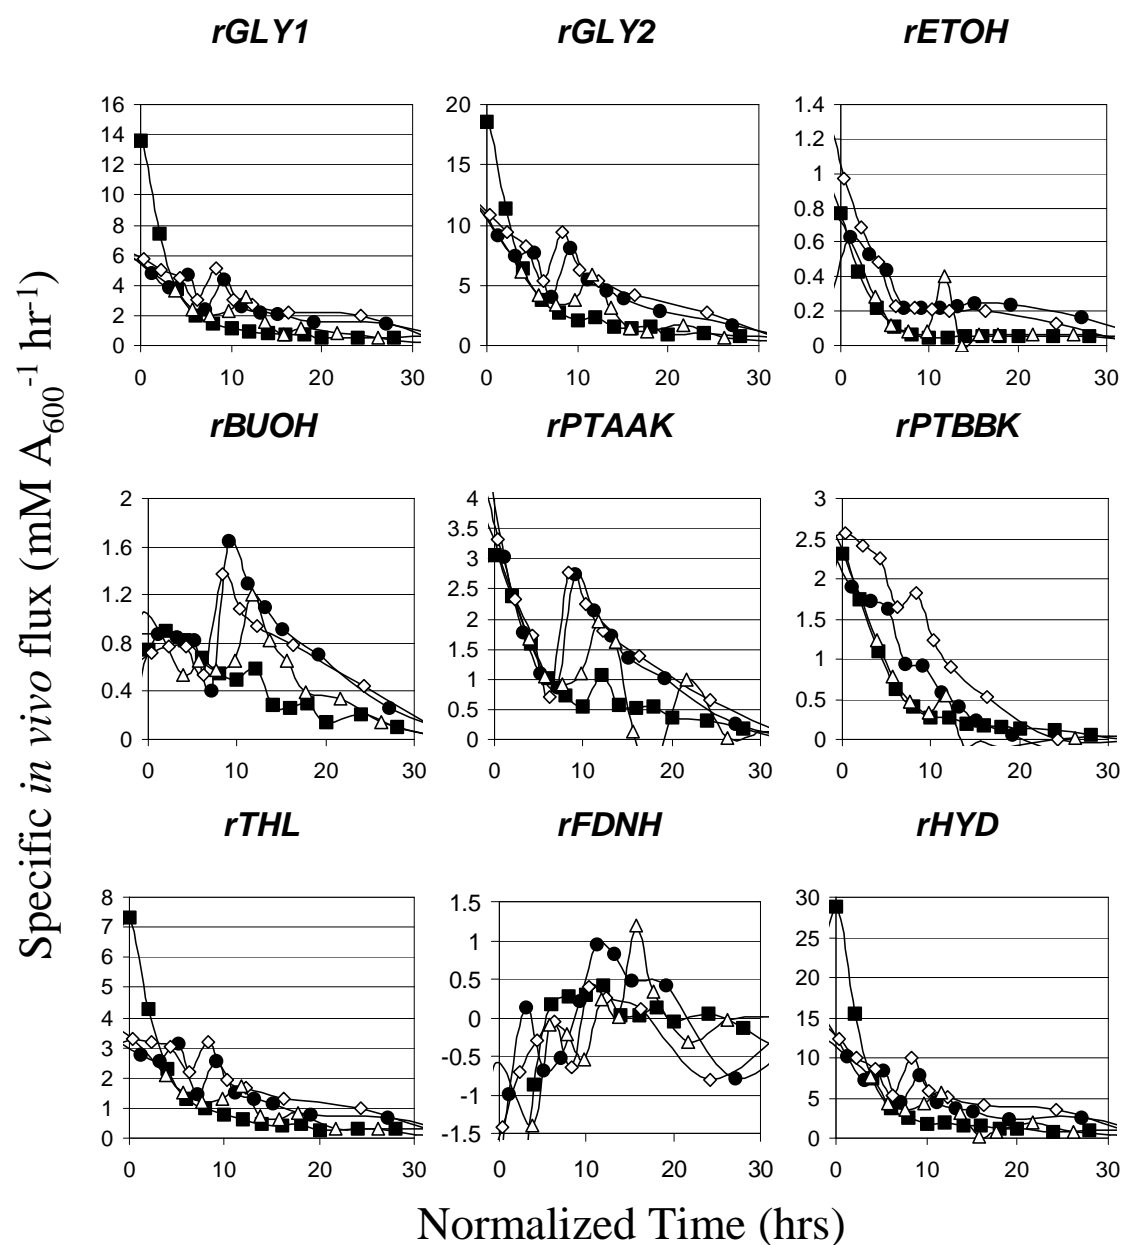 rGLY1 rGLY2 rETOH
16 14 12 10 8 6 4 2 0
0 10 20 30
20 15 10 5 0
0 10 20 30
1.4 1.2 1 0.8 0.6 0.4 0.2 0
0 10 20 30
rBUOH rPTAAK rPTBBK
2 1.6 1.2 0.8 0.4 0
0 10 20 30
4 3.5 3 2.5 2 1.5 1 0.5 0
0 10 20 30
3 2.5 2 1.5 1 0.5 0
0 10 20 30
rTHL rFDNH rHYD
8 7 6 5 4 3 2 1 0
0 10 20 30
1.5 1 0.5 0 -0.5 -1 -1.5
0 10 20 30
30 25 20 15 10 5 0
0 10 20 30
Specific in vivo flux (mM A600-1 hr-1)
Normalized Time (hrs)